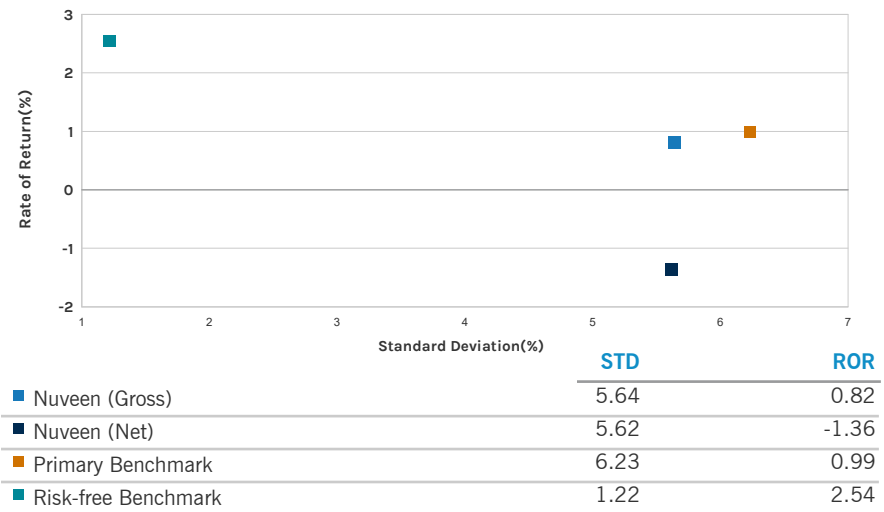 3
2
1
0
-1
-2
Rate of Return(%)
1 2 3 4 5 6 7
Standard Deviation(%)
STD ROR
Nuveen (Gross) 5.64 0.82
Nuveen (Net) 5.62 -1.36
Primary Benchmark 6.23 0.99
Risk-free Benchmark 1.22 2.54